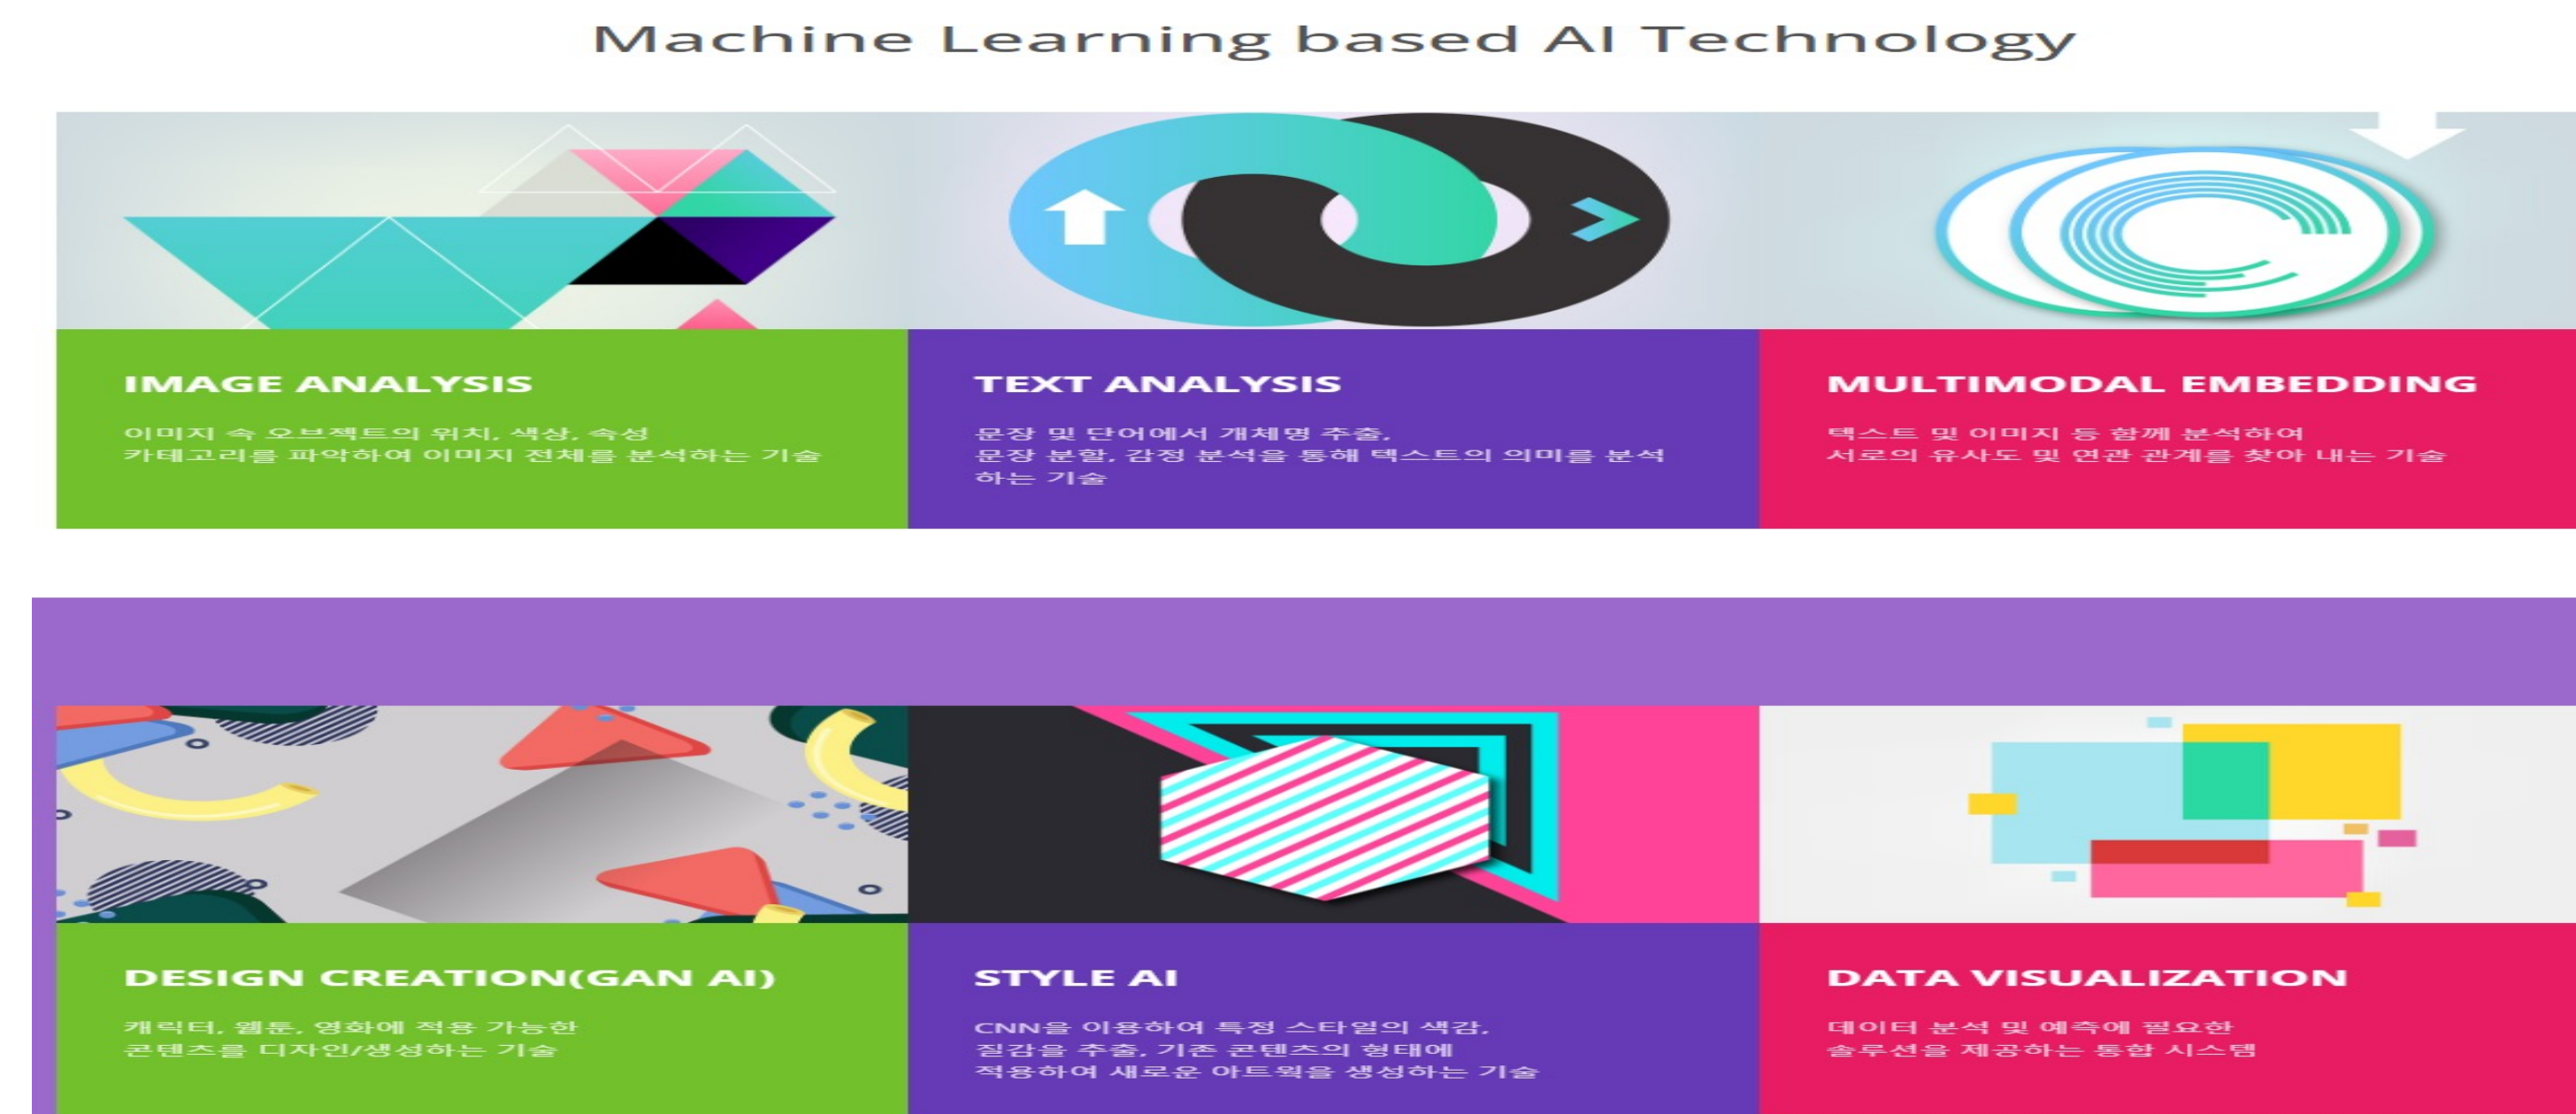 Machine Learning based AI Technology
IMAGE ANALYSIS
이미지 속 오브젝트의 위치, 색상, 속성
카테고리를 파악하여 이미지 전체를 분석하는 기술
TEXT ANALYSIS
문장 및 단어에서 개체명 추출,
문장 분할, 감정 분석을 통해 텍스트의 의미를 분석
하는 기술
MULTIMODAL EMBEDDING
텍스트 및 이미지 등 함께 분석하여
서로의 유사도 및 연관 관계를 찾아 내는 기술
DESIGN CREATION(GAN AI)
캐릭터, 웹툰, 영화에 적용 가능한
콘텐츠를 디자인/생성하는 기술
STYLE AI
CNN을 이용하여 특정 스타일의 색감,
질감을 추출, 기존 콘텐츠의 형태에
적용하여 새로운 아트웍을 생성하는 기술
DATA VISUALIZATION
데이터 분석 및 예측에 필요한
솔루션을 제공하는 통합 시스템